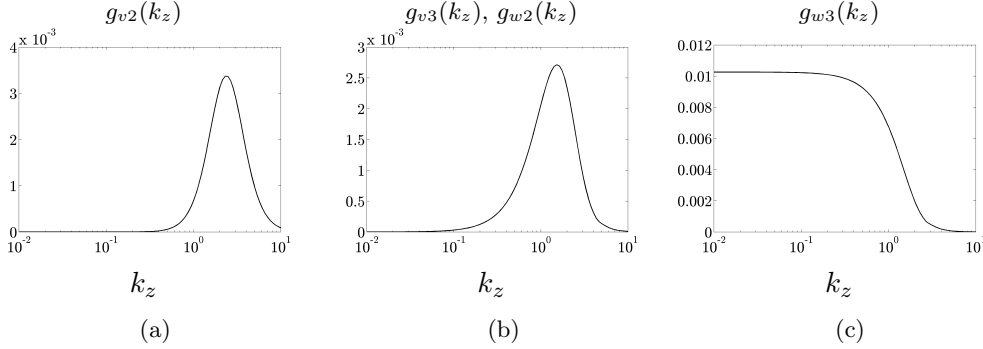 g_{v2}(k_z)
x 10^{-3}
4
3
2
1
0
10^{-2} 10^{-1} 10^0 10^1
k_z
(a)
g_{v3}(k_z), g_{w2}(k_z)
x 10^{-3}
3
2.5
2
1.5
1
0.5
0
10^{-2} 10^{-1} 10^0 10^1
k_z
(b)
g_{w3}(k_z)
0.012
0.01
0.008
0.006
0.004
0.002
0
10^{-2} 10^{-1} 10^0 10^1
k_z
(c)